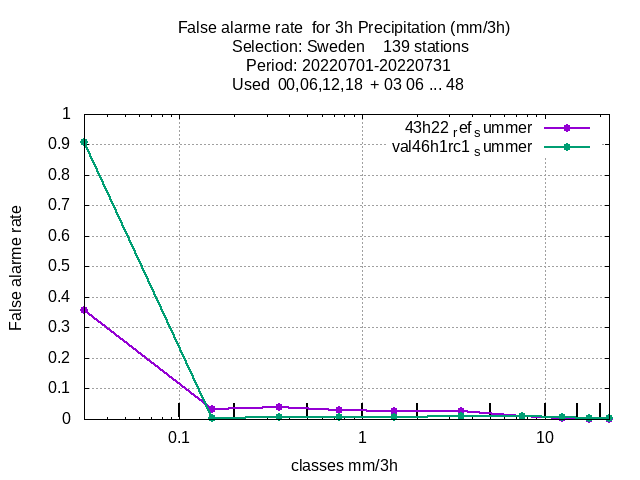 False alarme rate for 3h Precipitation (mm/3h)
Selection: Sweden 139 stations
Period: 20220701-20220731
Used 00,06,12,18 + 03 06 ... 48
43h22 ref summer
val46h1rc1 summer
1
0.9
0.8
0.7
0.6
0.5
0.4
0.3
0.2
0.1
0
False alarme rate
0.1 1 10
classes mm/3h